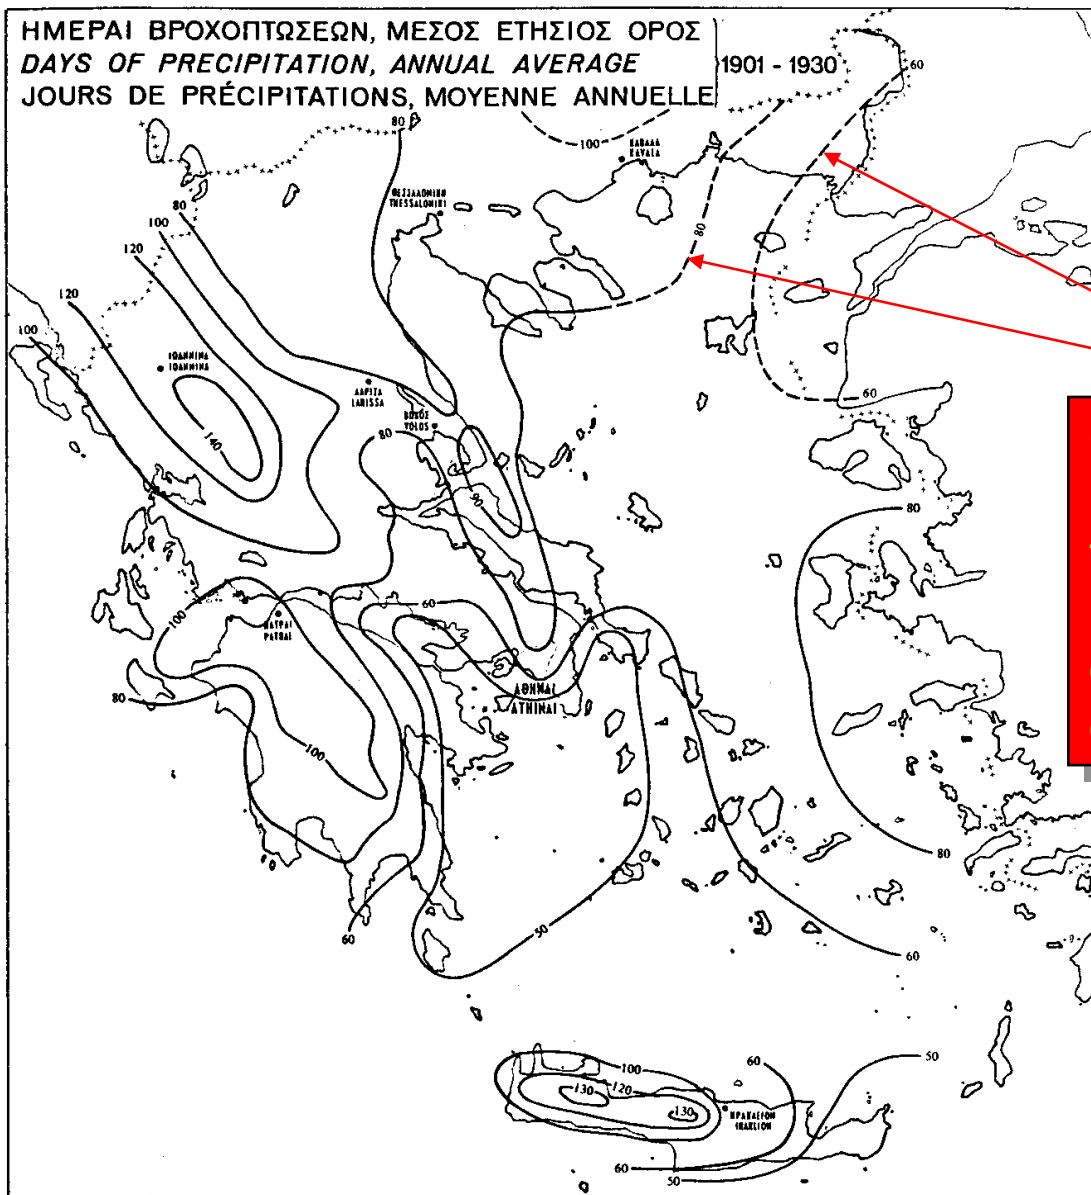 ΗΜΕΡΑΙ ΒΡΟΧΟΠΤΩΣΕΩΝ, ΜΕΣΟΣ ΕΤΗΣΙΟΣ ΟΡΟΣ
DAYS OF PRECIPITATION, ANNUAL AVERAGE
JOURS DE PRÉCIPITATIONS, MOYENNE ANNUELLE
1901 - 1930
60
80
100
ΚΑΒΑΛΑ
KAVALA
80
100
120
ΘΕΣΣΑΛΟΝΙΚΗ
THESSALONIKI
80
120
100
ΙΩΑΝΝΙΝΑ
IOANNINA
ΛΑΡΙΣΑ
LARISSA
60
ΒΟΛΟΣ
VOLOS
80
140
90
80
60
100
ΠΑΤΡΑΙ
PATRAI
80
ΑΘΗΝΑΙ
ATHINAI
100
80
50
60
60
60
50
100
130
120
130
ΗΡΑΚΛΕΙΟΝ
IRAKLION
60
50